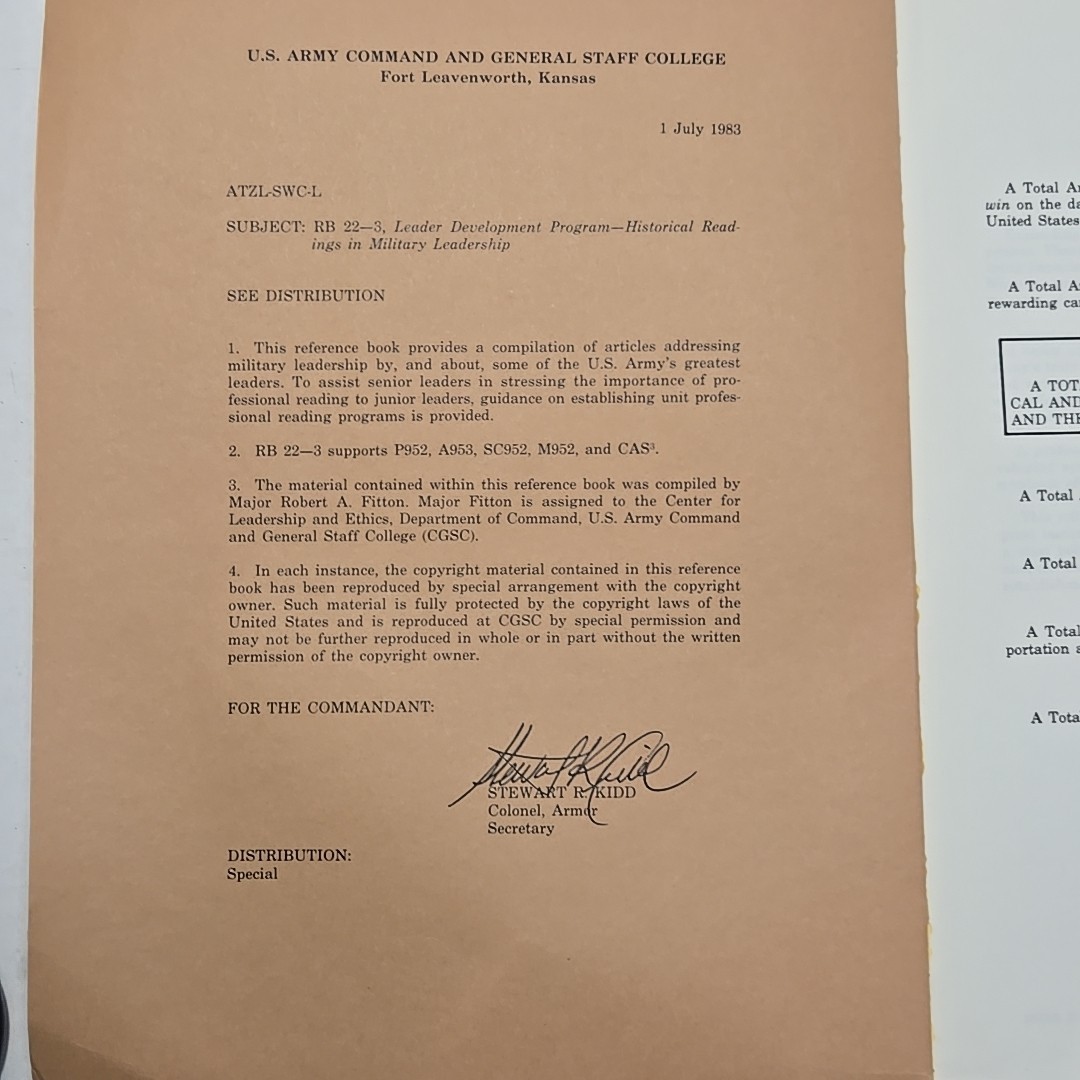 U.S. ARMY COMMAND AND GENERAL STAFF COLLEGE
Fort Leavenworth, Kansas
1 July 1983
ATZL-SWC-L
SUBJECT: RB 22—3, Leader Development Program—Historical Read-
ings in Military Leadership
SEE DISTRIBUTION
1. This reference book provides a compilation of articles addressing
military leadership by, and about, some of the U.S. Army's greatest
leaders. To assist senior leaders in stressing the importance of pro-
fessional reading to junior leaders, guidance on establishing unit profes-
sional reading programs is provided.
2. RB 22—3 supports P952, A953, SC952, M952, and CAS³.
3. The material contained within this reference book was compiled by
Major Robert A. Fitton. Major Fitton is assigned to the Center for
Leadership and Ethics, Department of Command, U.S. Army Command
and General Staff College (CGSC).
4. In each instance, the copyright material contained in this reference
book has been reproduced by special arrangement with the copyright
owner. Such material is fully protected by the copyright laws of the
United States and is reproduced at CGSC by special permission and
may not be further reproduced in whole or in part without the written
permission of the copyright owner.
FOR THE COMMANDANT:
Stewart R Kidd
STEWART R. KIDD
Colonel, Armor
Secretary
DISTRIBUTION:
Special
A Total
win on the
United States
A Total
rewarding
A
CAL AND
AND
A Total
A Total
A Total
portation
A